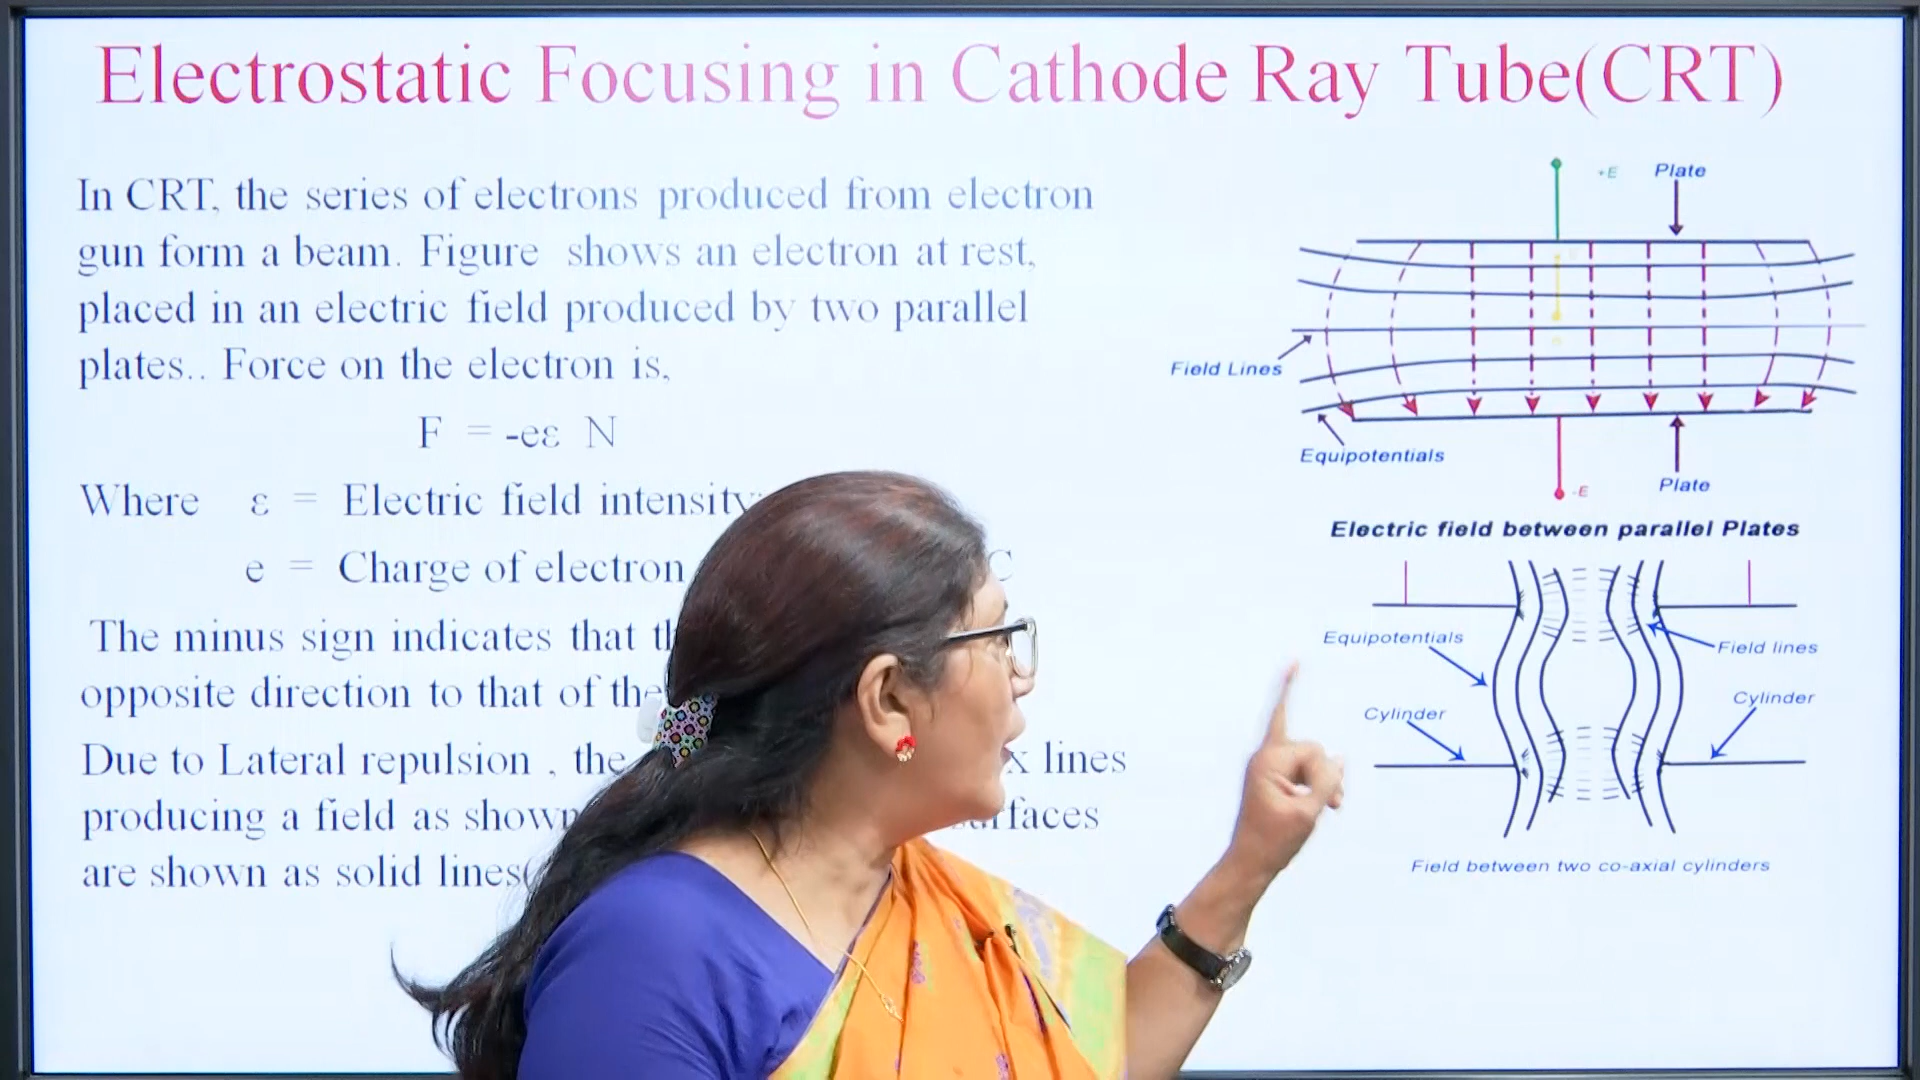 Electrostatic Focusing in Cathode Ray Tube(CRT)
In CRT, the series of electrons produced from electron
gun form a beam. Figure shows an electron at rest,
placed in an electric field produced by two parallel
plates.. Force on the electron is,
F = -eε N
Where ε = Electric field intensity
e = Charge of electron C
The minus sign indicates that
opposite direction to that of the
Due to Lateral repulsion , the lines
producing a field as shown
are shown as solid lines(
+E Plate
Field Lines
Equipotentials
-E Plate
Electric field between parallel Plates
Equipotentials
Field lines
Cylinder
Cylinder
Field between two co-axial cylinders